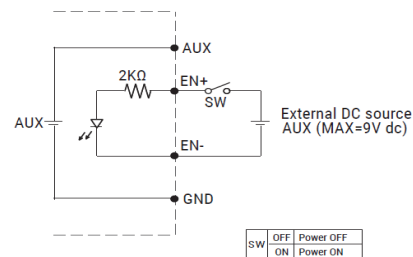 AUX
2KΩ
EN+
SW
AUX
External DC source
AUX (MAX=9V dc)
EN-
GND
SW
OFF Power OFF
ON Power ON